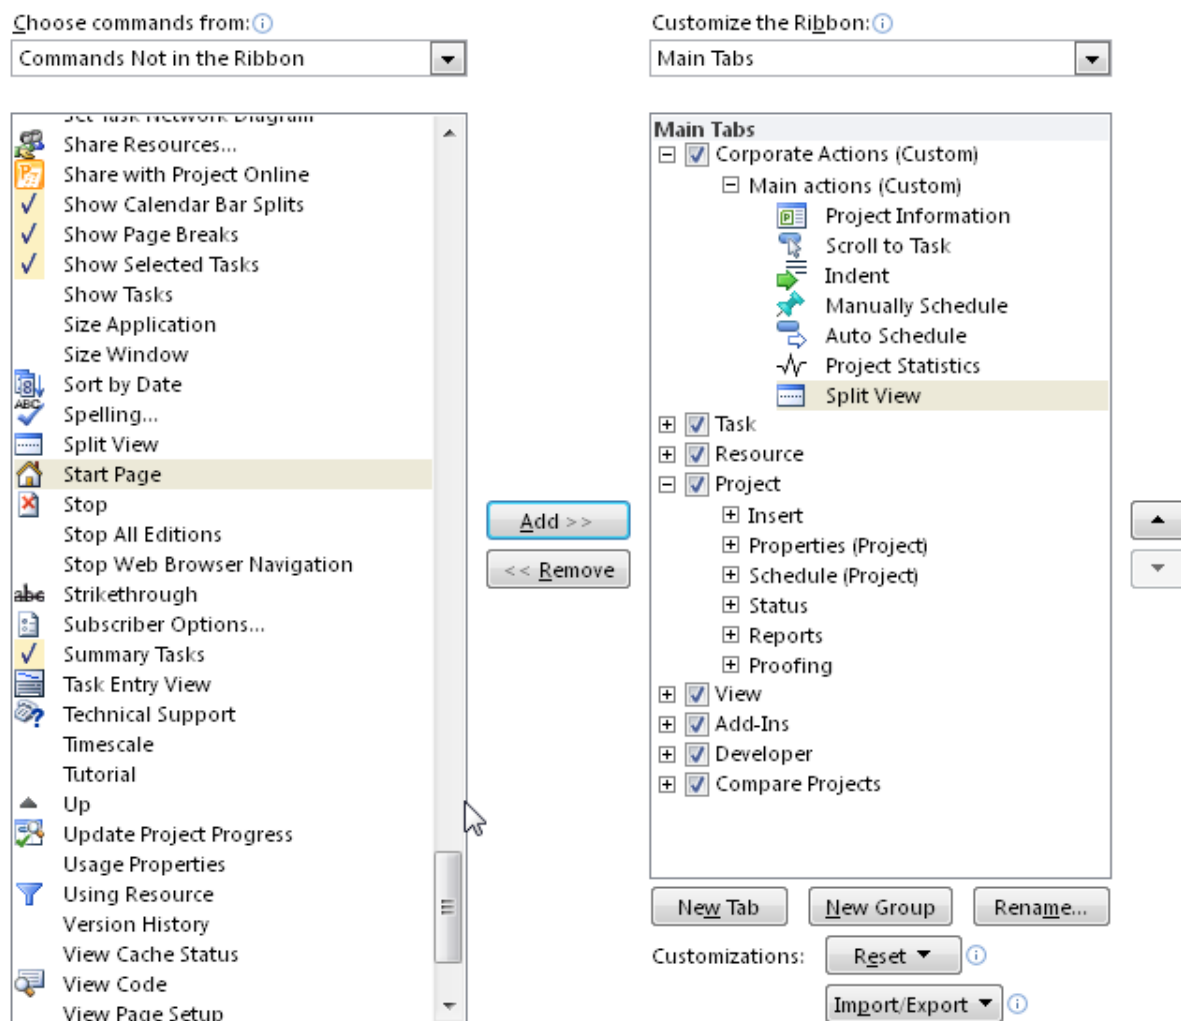 Choose commands from:
Commands Not in the Ribbon
Set Task Network Diagram
Share Resources...
Share with Project Online
Show Calendar Bar Splits
Show Page Breaks
Show Selected Tasks
Show Tasks
Size Application
Size Window
Sort by Date
Spelling...
Split View
Start Page
Stop
Stop All Editions
Stop Web Browser Navigation
Strikethrough
Subscriber Options...
Summary Tasks
Task Entry View
Technical Support
Timescale
Tutorial
Up
Update Project Progress
Usage Properties
Using Resource
Version History
View Cache Status
View Code
View Page Setup
Add >>
<< Remove
Customize the Ribbon:
Main Tabs
Main Tabs
Corporate Actions (Custom)
Main actions (Custom)
Project Information
Scroll to Task
Indent
Manually Schedule
Auto Schedule
Project Statistics
Split View
Task
Resource
Project
Insert
Properties (Project)
Schedule (Project)
Status
Reports
Proofing
View
Add-Ins
Developer
Compare Projects
New Tab New Group Rename...
Customizations: Reset
Import/Export